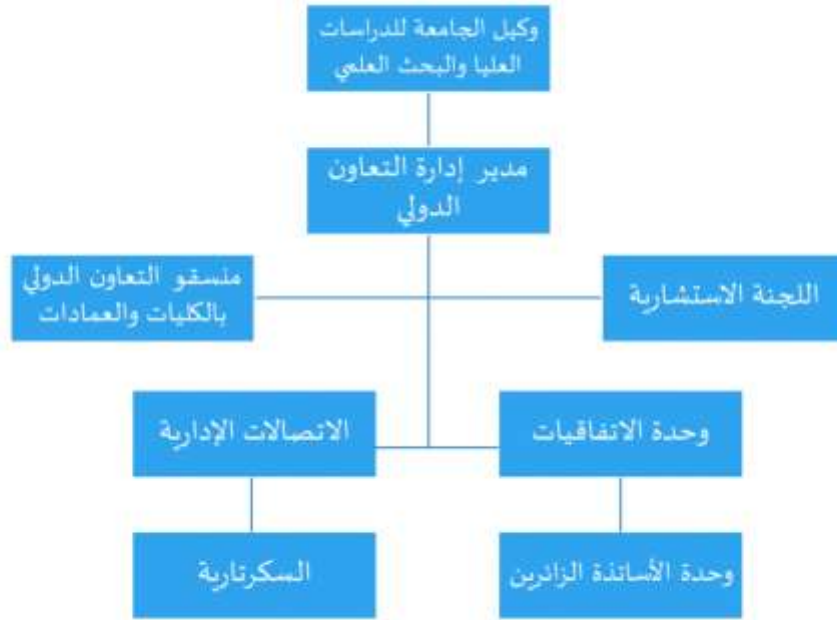 وكيل الجامعة للدراسات
العليا والبحث العلمي
مدير إدارة التعاون
الدولي
اللجنة الاستشارية
منسقو التعاون الدولي
بالكليات والعمادات
وحدة الاتفاقيات
الاتصالات الإدارية
وحدة الأساتذة الزائرين
السكرتارية